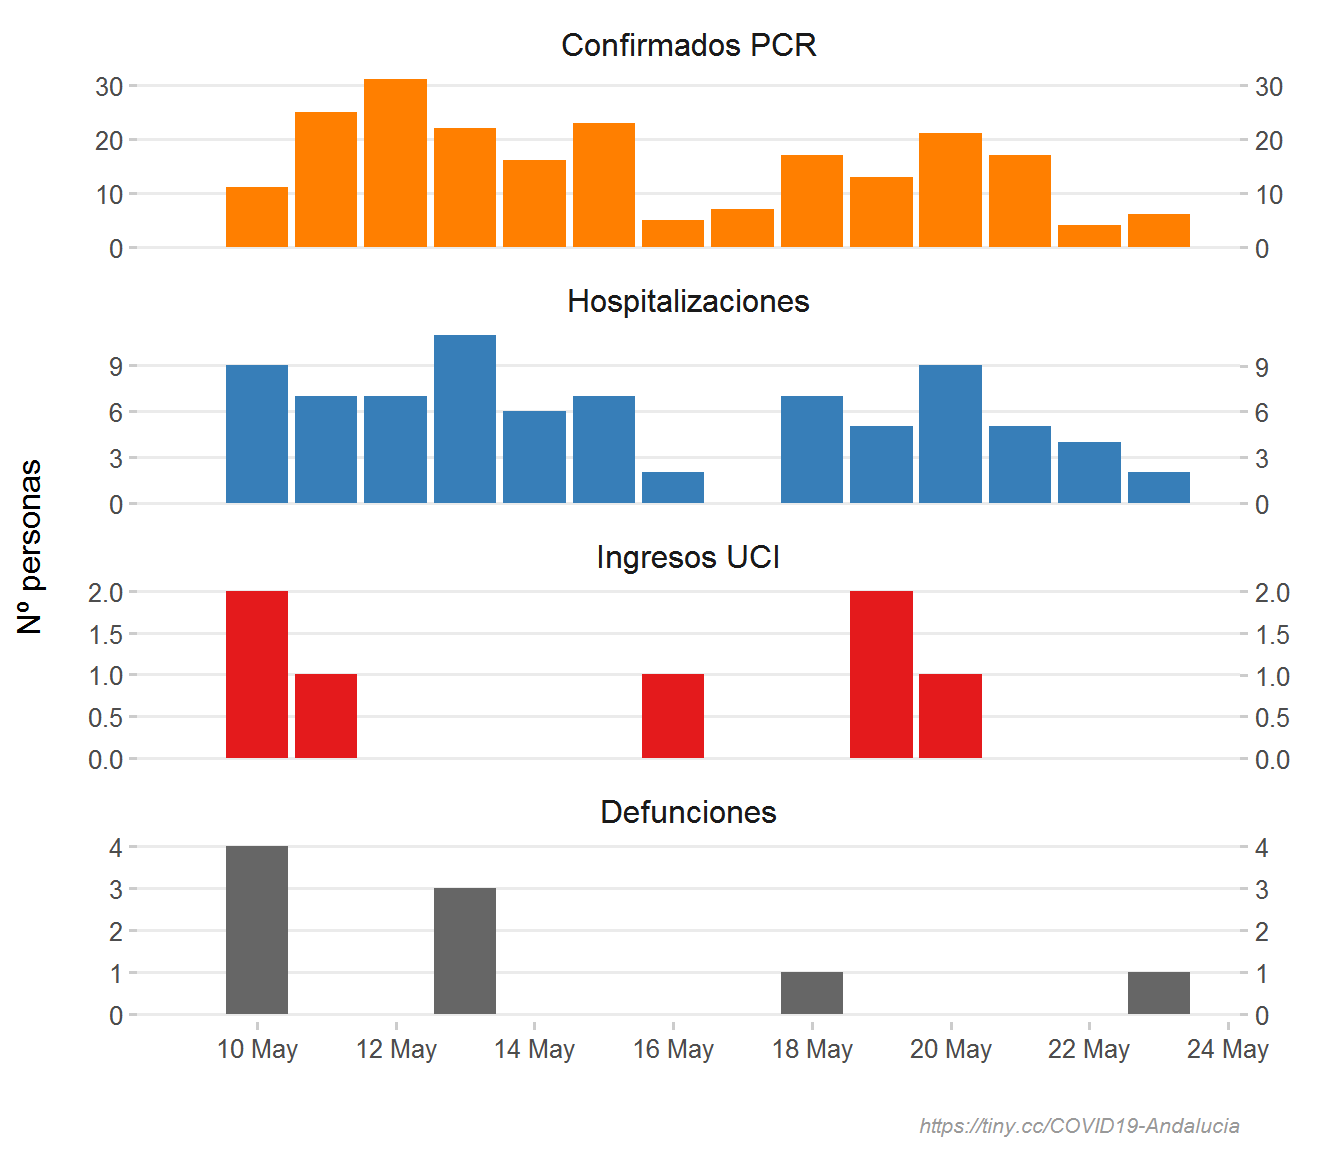 Confirmados PCR
30 30
20 20
10 10
0 0
Hospitalizaciones
9 9
6 6
3 3
0 0
Nº personas
Ingresos UCI
2.0 2.0
1.5 1.5
1.0 1.0
0.5 0.5
0.0 0.0
Defunciones
4 4
3 3
2 2
1 1
0 0
10 May 12 May 14 May 16 May 18 May 20 May 22 May 24 May
https://tiny.cc/COVID19-Andalucia